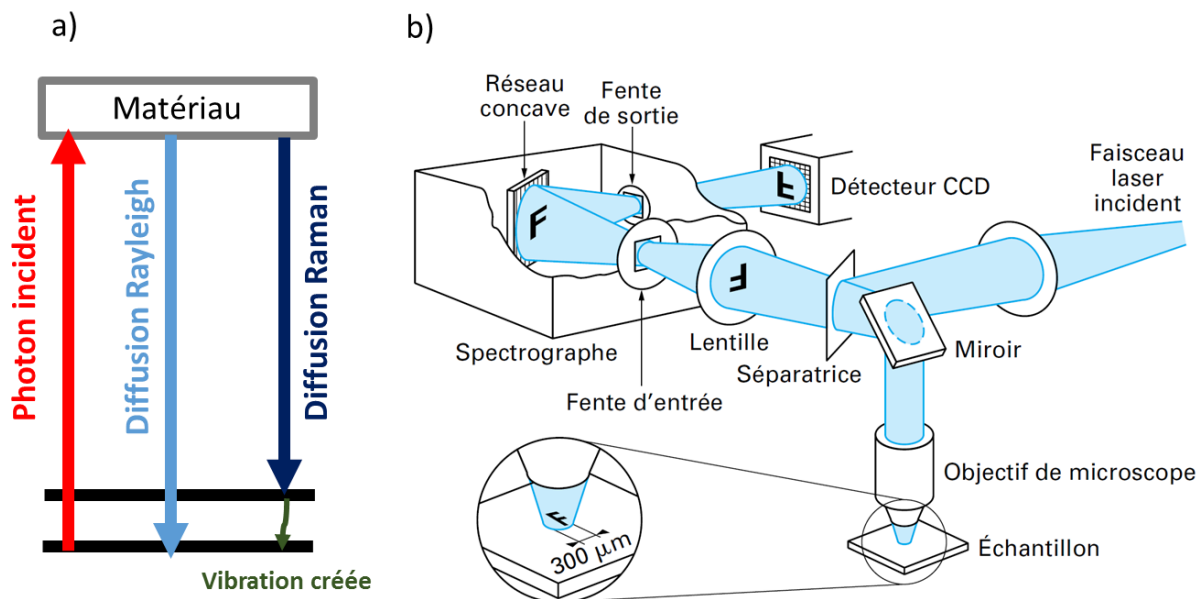 a)
Matériau
Photon incident
Diffusion Rayleigh
Diffusion Raman
Vibration créée
b)
Réseau
concave
Fente
de sortie
F
F
Détecteur CCD
Faisceau
laser
incident
F
Spectrographe
Lentille
Séparatrice
Miroir
Fente d'entrée
Objectif de microscope
F
300 μm
Échantillon